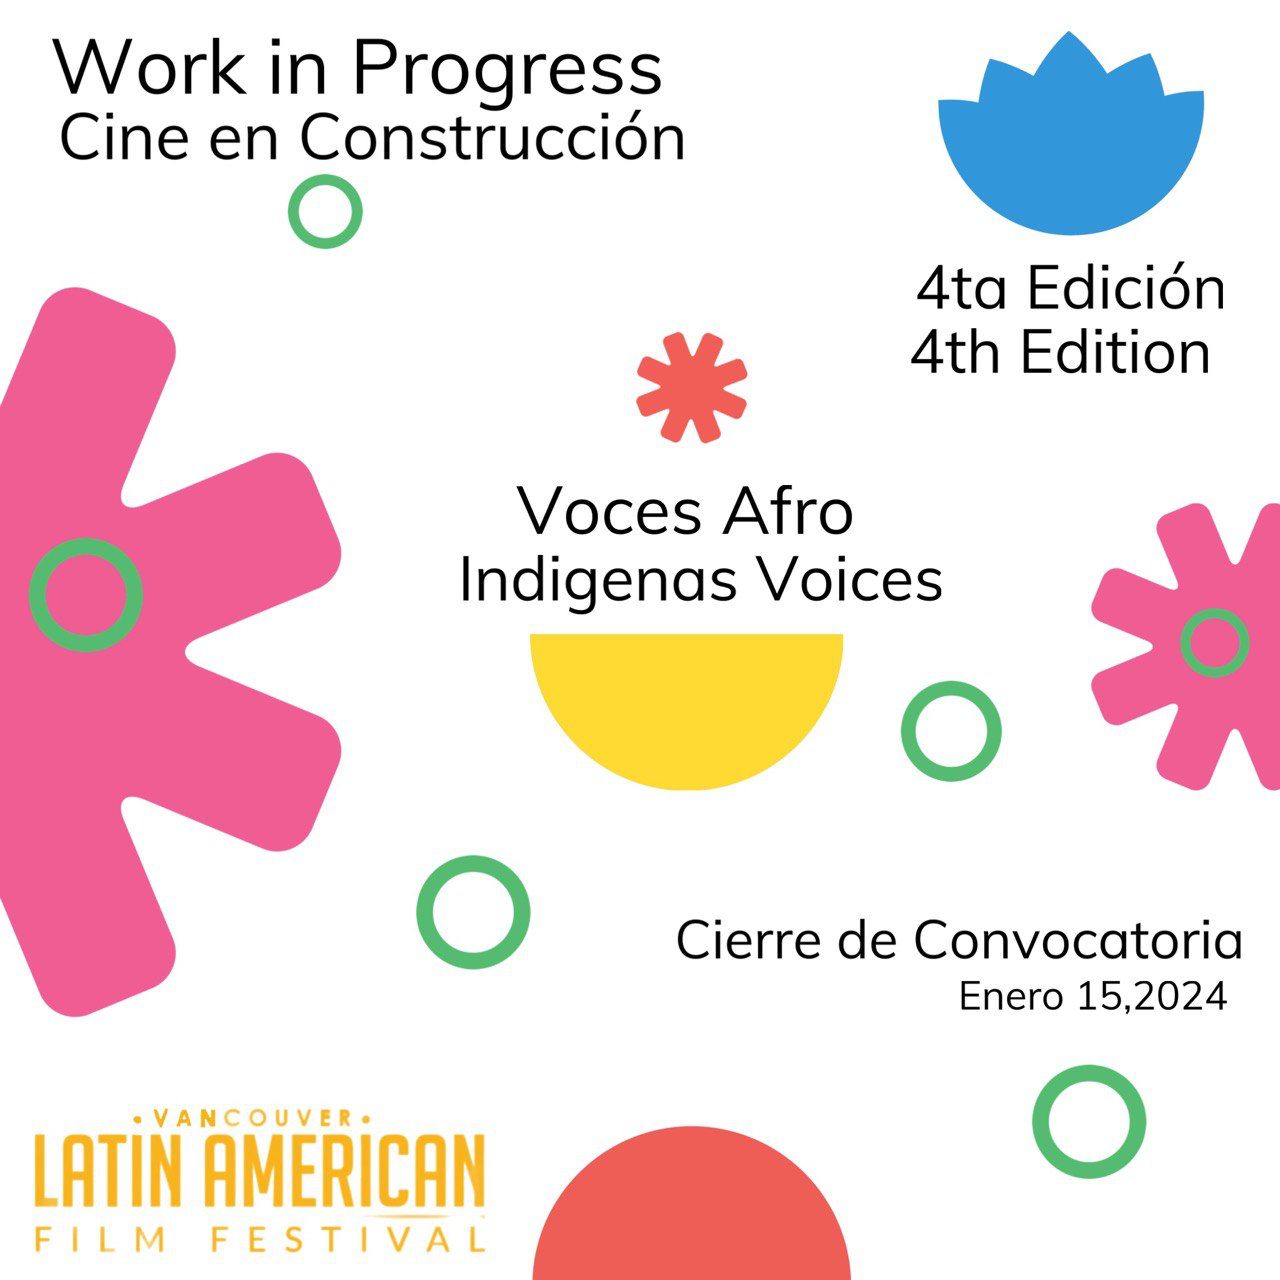 Work in Progress
Cine en Construcción
4ta Edición
4th Edition
Voces Afro
Indigenas Voices
Cierre de Convocatoria
Enero 15,2024
•VANCOUVER•
LATIN AMERICAN
FILM FESTIVAL